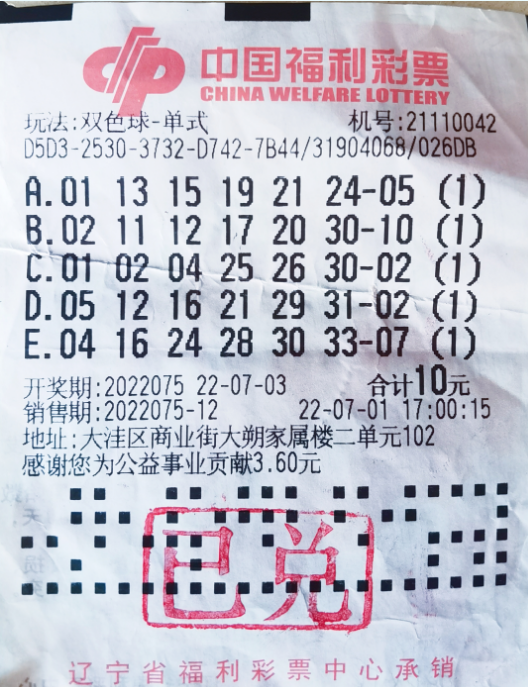 中国福利彩票
CHINA WELFARE LOTTERY
玩法:双色球-单式 机号:21110042
D5D3-2530-3732-D742-7B44/31904068/026DB
A.01 13 15 19 21 24-05 (1)
B.02 11 12 17 20 30-10 (1)
C.01 02 04 25 26 30-02 (1)
D.05 12 16 21 29 31-02 (1)
E.04 16 24 28 30 33-07 (1)
开奖期:2022075 22-07-03 合计10元
销售期:2022075-12 22-07-01 17:00:15
地址:大洼区商业街大朔家属楼二单元102
感谢您为公益事业贡献3.60元
已兑
辽宁省福利彩票中心承销